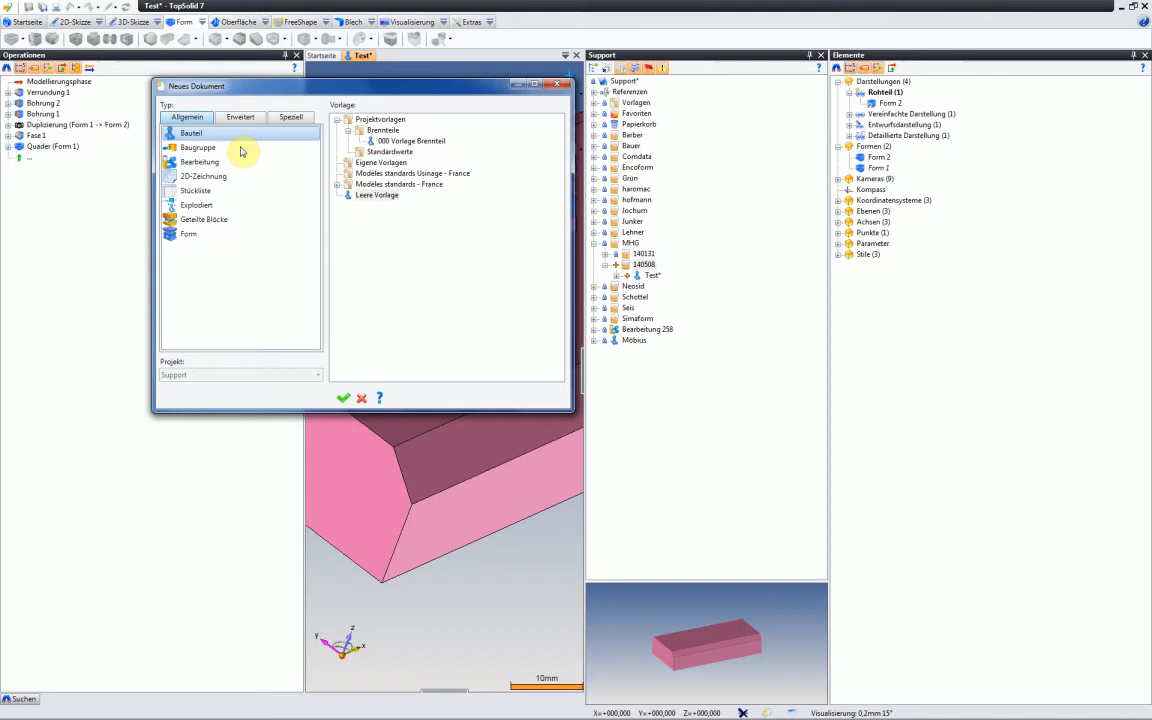 Test* - TopSolid 7
Startseite 2D-Skizze 3D-Skizze Form Oberfläche FreeShape Blech Visualisierung Extras
Operationen
Modellierungsphase
Verrundung 1
Bohrung 2
Bohrung 1
Duplizierung (Form 1 -> Form 2)
Fase 1
Quader (Form 1)
...
Suchen
Startseite Test*
Neues Dokument
Typ:
Allgemein Erweitert Speziell
Bauteil
Baugruppe
Bearbeitung
2D-Zeichnung
Stückliste
Explodiert
Geteilte Blöcke
Form
Projekt:
Support
Vorlage:
Projektvorlagen
Brennteile
000 Vorlage Brennteil
Standardwerte
Eigene Vorlagen
Modèles standards Usinage - France
Modèles standards - France
Leere Vorlage
z
y
x
10mm
Support
Support*
Referenzen
Vorlagen
Favoriten
Papierkorb
Barber
Bauer
Comdata
Encoform
Grün
haromac
hofmann
Jochum
Junker
Lehner
MHG
140131
140508
Test*
Neosid
Schottel
Seis
Simaform
Bearbeitung 258
Möbius
Elemente
Darstellungen (4)
Rohteil (1)
Form 2
Vereinfachte Darstellung (1)
Entwurfsdarstellung (1)
Detaillierte Darstellung (1)
Formen (2)
Form 2
Form 1
Kameras (9)
Kompass
Koordinatensysteme (3)
Ebenen (3)
Achsen (3)
Punkte (1)
Parameter
Stile (3)
X=+000,000 Y=+000,000 Z=+000,000 Visualisierung: 0,2mm 15°